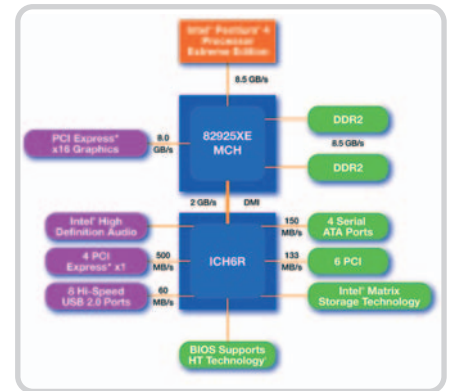 Intel® Pentium® 4
Processor
Extreme Edition
8.5 GB/s
82925XE
MCH
PCI Express*
x16 Graphics
8.0
GB/s
DDR2
8.5 GB/s
DDR2
2 GB/s
DMI
Intel® High
Definition Audio
150
MB/s
4 Serial
ATA Ports
4 PCI
Express* x1
500
MB/s
ICH6R
133
MB/s
6 PCI
8 Hi-Speed
USB 2.0 Ports
60
MB/s
Intel® Matrix
Storage Technology
BIOS Supports
HT Technology